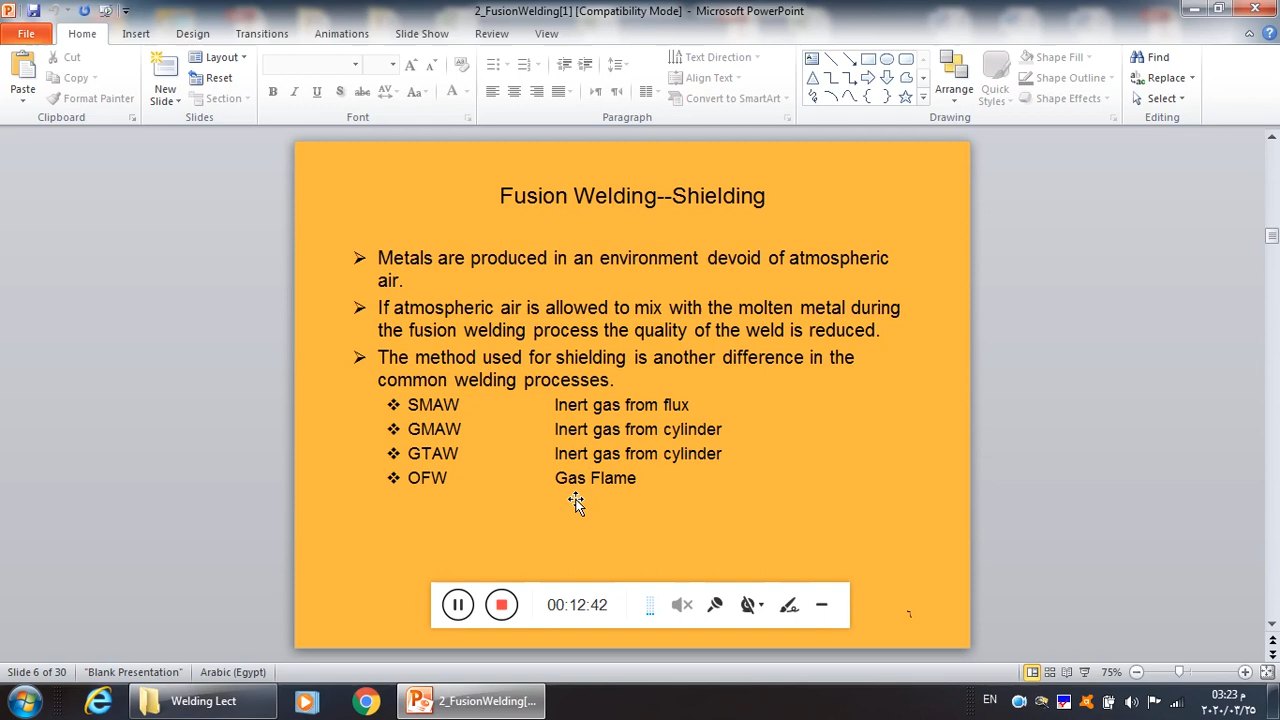 2_FusionWelding[1] [Compatibility Mode] - Microsoft PowerPoint
File Home Insert Design Transitions Animations Slide Show Review View
Paste
Cut
Copy
Format Painter
Clipboard
New Slide
Layout
Reset
Section
Slides
B I U S abc AV Aa A
Font
Text Direction
Align Text
Convert to SmartArt
Paragraph
Arrange
Quick Styles
Shape Fill
Shape Outline
Shape Effects
Drawing
Find
Replace
Select
Editing
Fusion Welding--Shielding
Metals are produced in an environment devoid of atmospheric
air.
If atmospheric air is allowed to mix with the molten metal during
the fusion welding process the quality of the weld is reduced.
The method used for shielding is another difference in the
common welding processes.
SMAW Inert gas from flux
GMAW Inert gas from cylinder
GTAW Inert gas from cylinder
OFW Gas Flame
00:12:42
٦
Slide 6 of 30 "Blank Presentation" Arabic (Egypt) 75%
Welding Lect 2_FusionWelding[... EN 03:23 م
٢٠٢٠/٠٣/٢٥